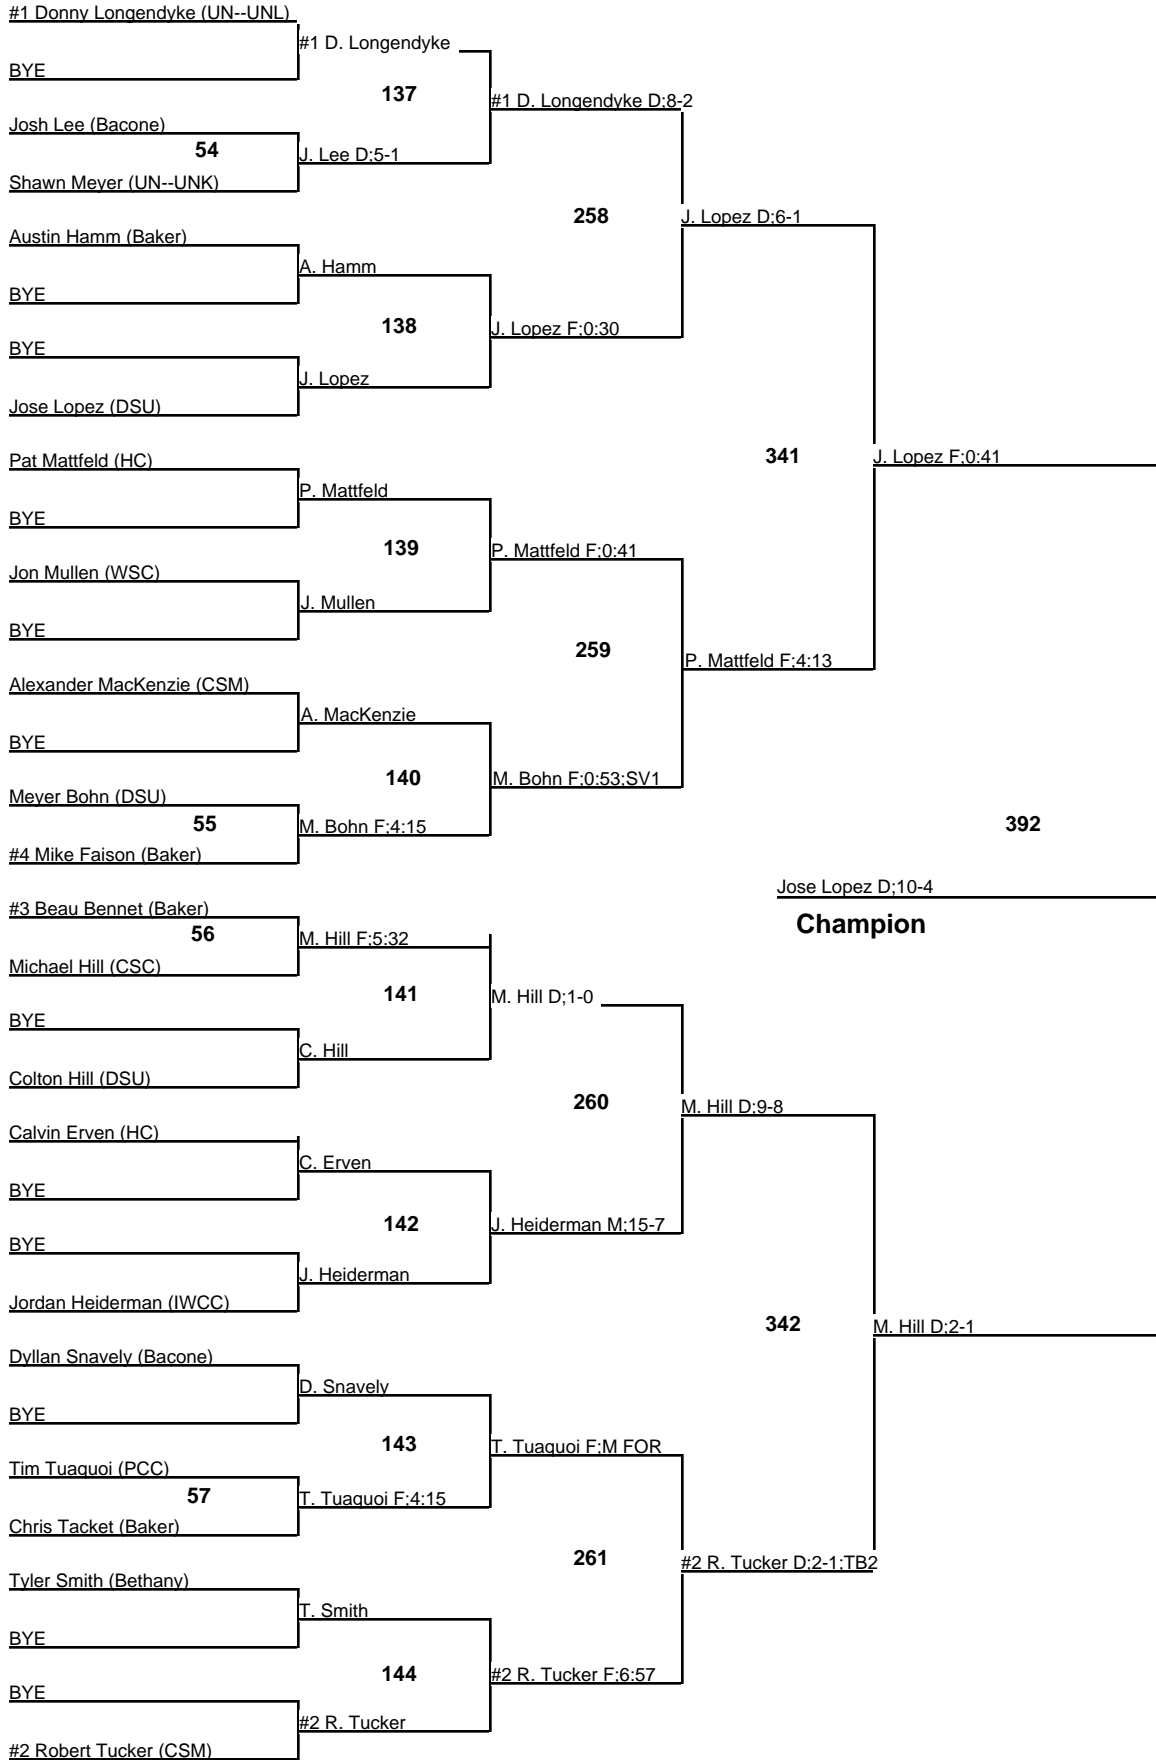 #1 Donny Longendyke (UN--UNL)
#1 D. Longendyke
BYE
137
#1 D. Longendyke D;8-2
Josh Lee (Bacone)
54
J. Lee D;5-1
Shawn Meyer (UN--UNK)
258
J. Lopez D;6-1
Austin Hamm (Baker)
A. Hamm
BYE
138
J. Lopez F;0:30
BYE
J. Lopez
Jose Lopez (DSU)
341
J. Lopez F;0:41
Pat Mattfeld (HC)
P. Mattfeld
BYE
139
P. Mattfeld F;0:41
Jon Mullen (WSC)
J. Mullen
BYE
259
P. Mattfeld F;4:13
Alexander MacKenzie (CSM)
A. MacKenzie
BYE
140
M. Bohn F;0:53;SV1
Meyer Bohn (DSU)
55
M. Bohn F;4:15
392
#4 Mike Faison (Baker)
Jose Lopez D;10-4
Champion
#3 Beau Bennet (Baker)
56
M. Hill F;5:32
Michael Hill (CSC)
141
M. Hill D;1-0
BYE
C. Hill
Colton Hill (DSU)
260
M. Hill D;9-8
Calvin Erven (HC)
C. Erven
BYE
142
J. Heiderman M;15-7
BYE
J. Heiderman
Jordan Heiderman (IWCC)
342
M. Hill D;2-1
Dyllan Snavely (Bacone)
D. Snavely
BYE
143
T. Tuaquoi F;M FOR
Tim Tuaquoi (PCC)
57
T. Tuaquoi F;4:15
Chris Tacket (Baker)
261
#2 R. Tucker D;2-1;TB2
Tyler Smith (Bethany)
T. Smith
BYE
144
#2 R. Tucker F;6:57
BYE
#2 R. Tucker
#2 Robert Tucker (CSM)